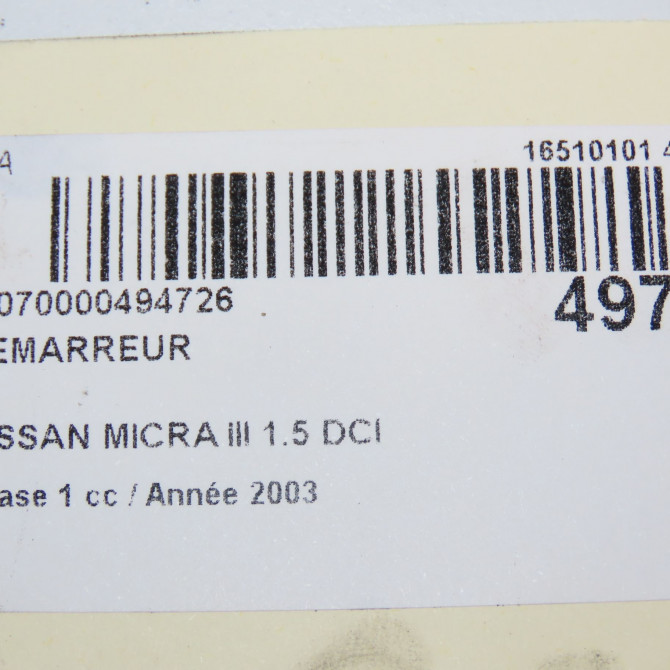 A 16510101 4
070000494726 497
EMARREUR
SSAN MICRA III 1.5 DCI
ase 1 cc / Année 2003